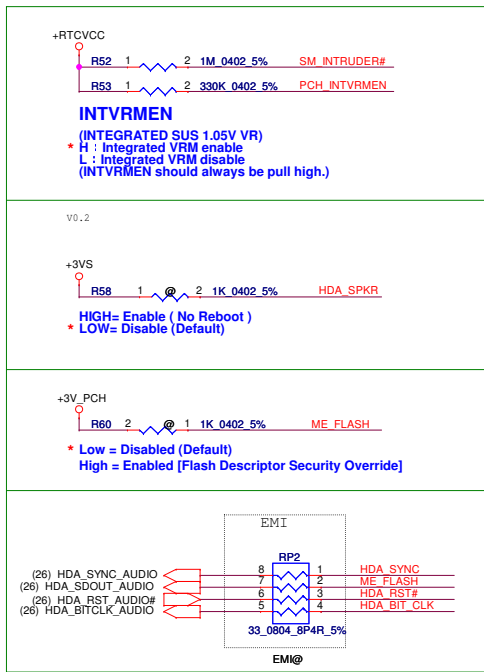 +RTCVCC
R52 1 2 1M_0402_5% SM_INTRUDER#
R53 1 2 330K_0402_5% PCH_INTVRMEN
INTVRMEN
(INTEGRATED SUS 1.05V VR)
* H : Integrated VRM enable
L : Integrated VRM disable
(INTVRMEN should always be pull high.)
V0.2
+3VS
R58 1 @ 2 1K_0402_5% HDA_SPKR
HIGH= Enable ( No Reboot )
* LOW= Disable (Default)
+3V_PCH
R60 2 @ 1 1K_0402_5% ME_FLASH
* Low = Disabled (Default)
High = Enabled [Flash Descriptor Security Override]
EMI
RP2
(26) HDA_SYNC_AUDIO 8 1 HDA_SYNC
(26) HDA_SDOUT_AUDIO 7 2 ME_FLASH
(26) HDA_RST_AUDIO# 6 3 HDA_RST#
(26) HDA_BITCLK_AUDIO 5 4 HDA_BIT_CLK
33_0804_8P4R_5%
EMI@